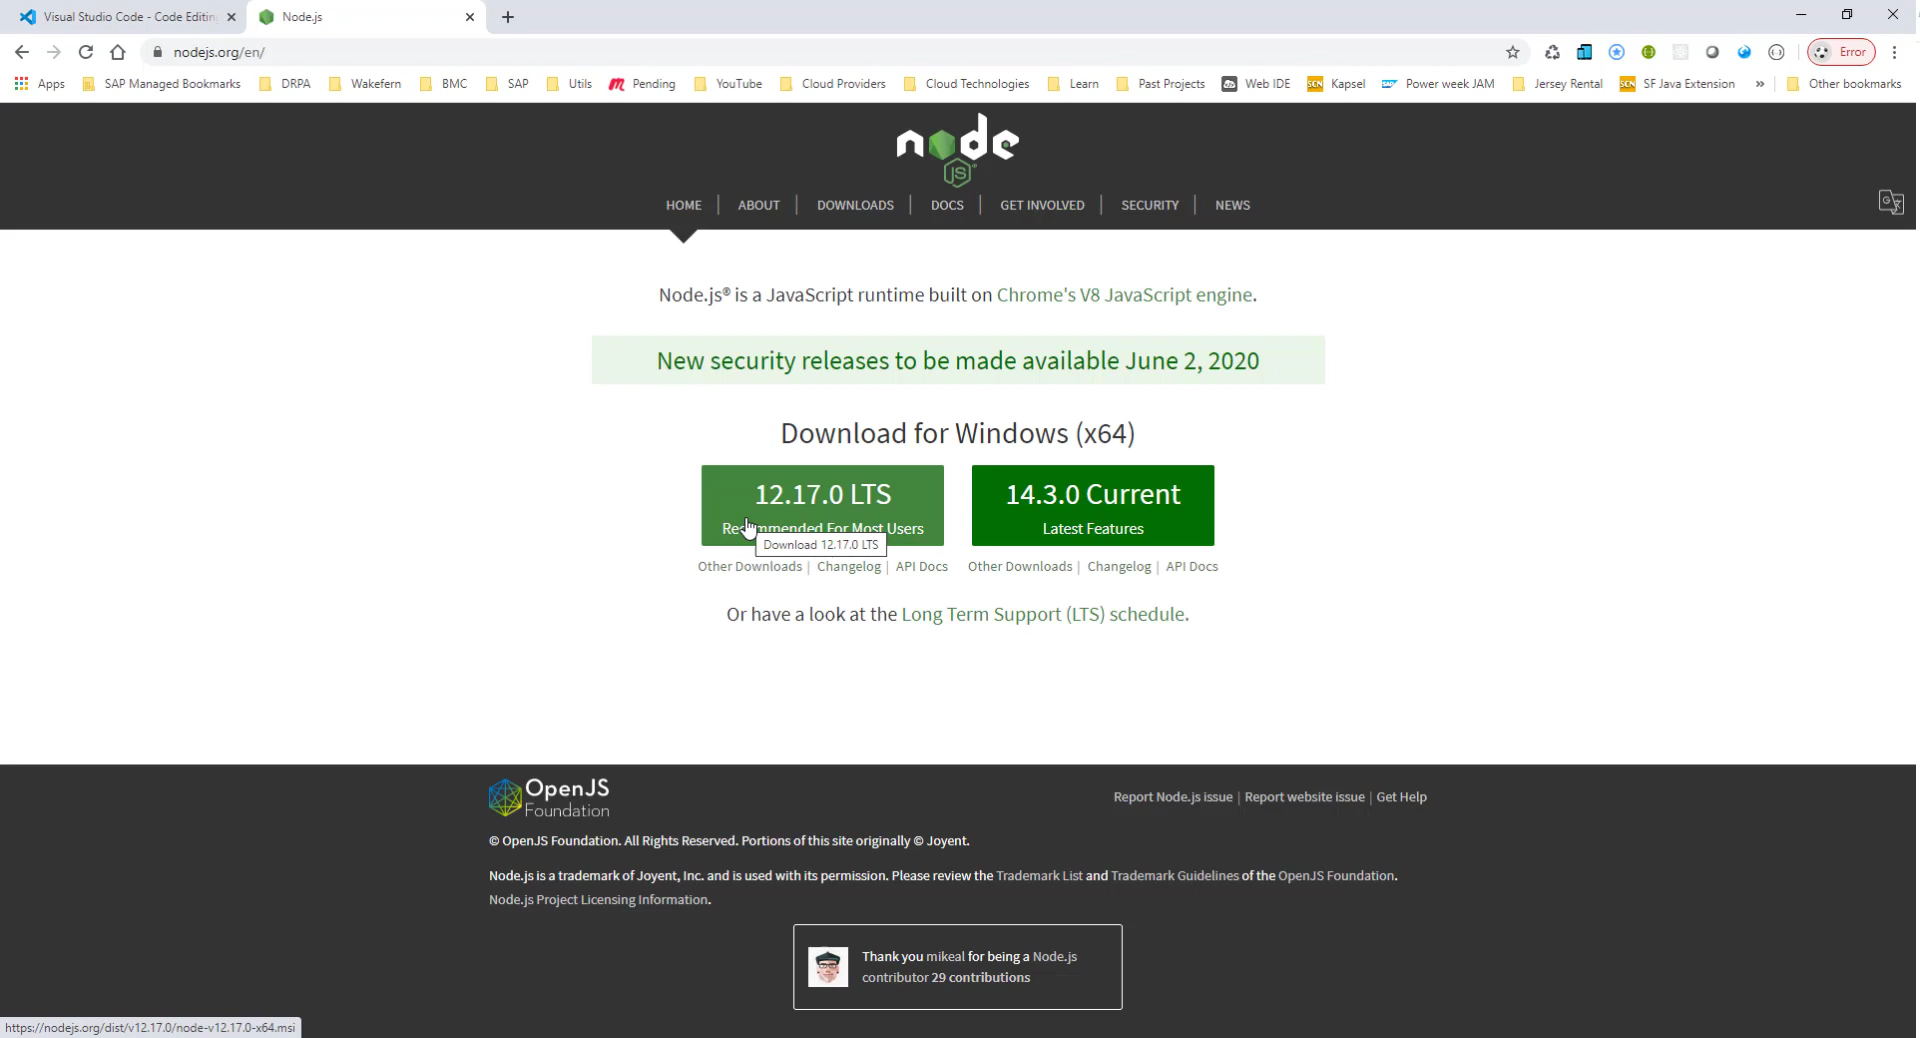 Visual Studio Code - Code Editin
Node.js
nodejs.org/en/
Error
Apps
SAP Managed Bookmarks
DRPA
Wakefern
BMC
SAP
Utils
Pending
YouTube
Cloud Providers
Cloud Technologies
Learn
Past Projects
Web IDE
Kapsel
Power week JAM
Jersey Rental
SF Java Extension
»
Other bookmarks
node
JS
HOME
ABOUT
DOWNLOADS
DOCS
GET INVOLVED
SECURITY
NEWS
Node.js® is a JavaScript runtime built on Chrome's V8 JavaScript engine.
New security releases to be made available June 2, 2020
Download for Windows (x64)
12.17.0 LTS
Recommended For Most Users
Download 12.17.0 LTS
14.3.0 Current
Latest Features
Other Downloads | Changelog | API Docs
Other Downloads | Changelog | API Docs
Or have a look at the Long Term Support (LTS) schedule.
OpenJS
Foundation
Report Node.js issue | Report website issue | Get Help
© OpenJS Foundation. All Rights Reserved. Portions of this site originally © Joyent.
Node.js is a trademark of Joyent, Inc. and is used with its permission. Please review the Trademark List and Trademark Guidelines of the OpenJS Foundation.
Node.js Project Licensing Information.
Thank you mikeal for being a Node.js
contributor 29 contributions
https://nodejs.org/dist/v12.17.0/node-v12.17.0-x64.msi